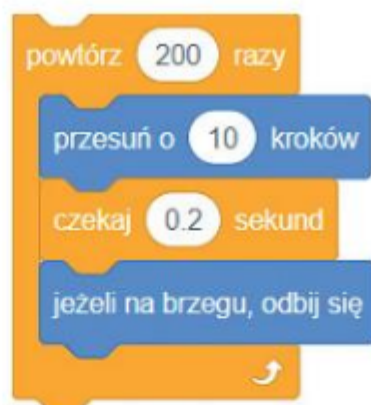 powtórz 200 razy
przesuń o 10 kroków
czekaj 0.2 sekund
jeżeli na brzegu, odbij się